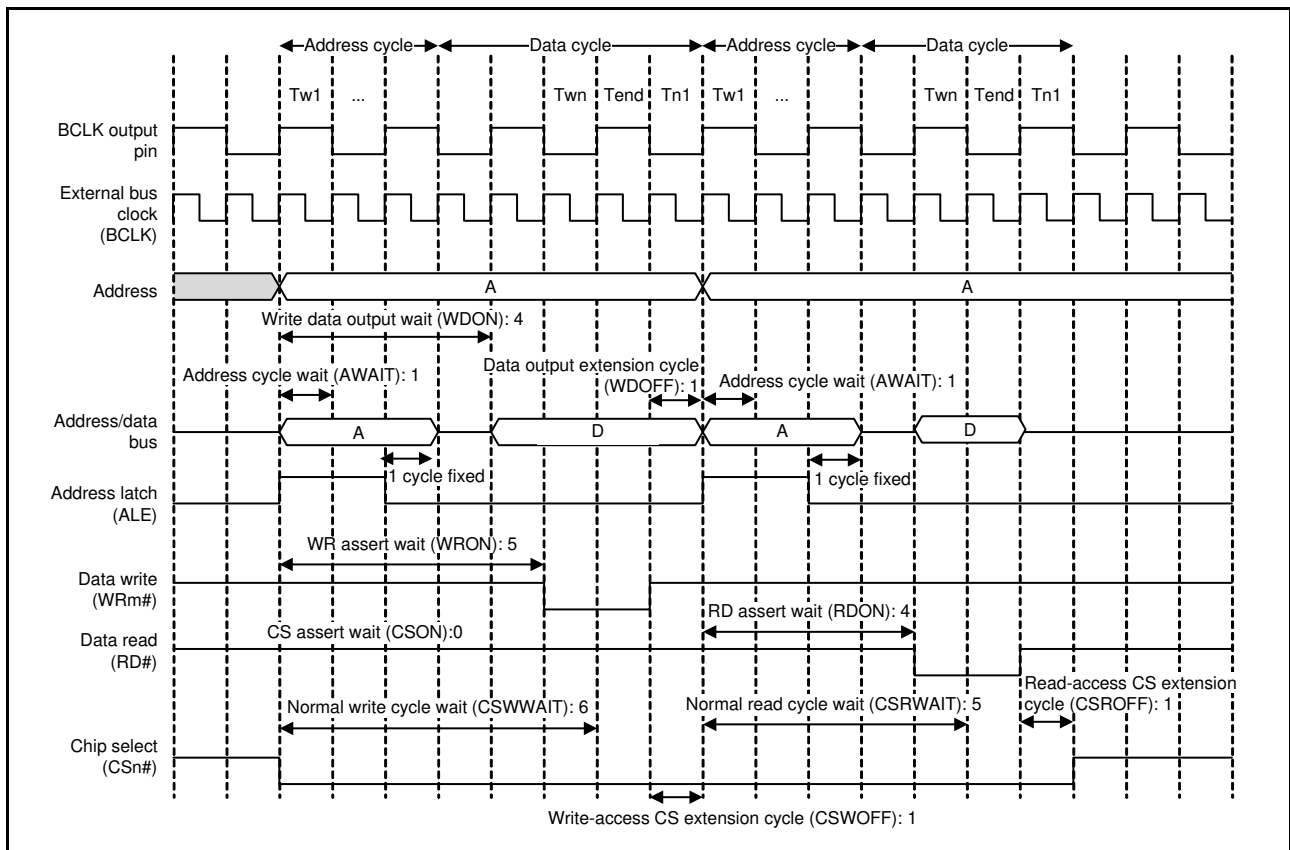 Address cycle Data cycle Address cycle Data cycle
Tw1 ... Twn Tend Tn1 Tw1 ... Twn Tend Tn1
BCLK output
pin
External bus
clock
(BCLK)
Address A A
Write data output wait (WDON): 4
Data output extension cycle
(WDOFF): 1
Address cycle wait (AWAIT): 1 Address cycle wait (AWAIT): 1
Address/data
bus
A D A D
1 cycle fixed 1 cycle fixed
Address latch
(ALE)
WR assert wait (WRON): 5
Data write
(WRm#)
RD assert wait (RDON): 4
CS assert wait (CSON):0
Data read
(RD#)
Read-access CS extension
cycle (CSROFF): 1
Normal write cycle wait (CSWWAIT): 6 Normal read cycle wait (CSRWAIT): 5
Chip select
(CSn#)
Write-access CS extension cycle (CSWOFF): 1